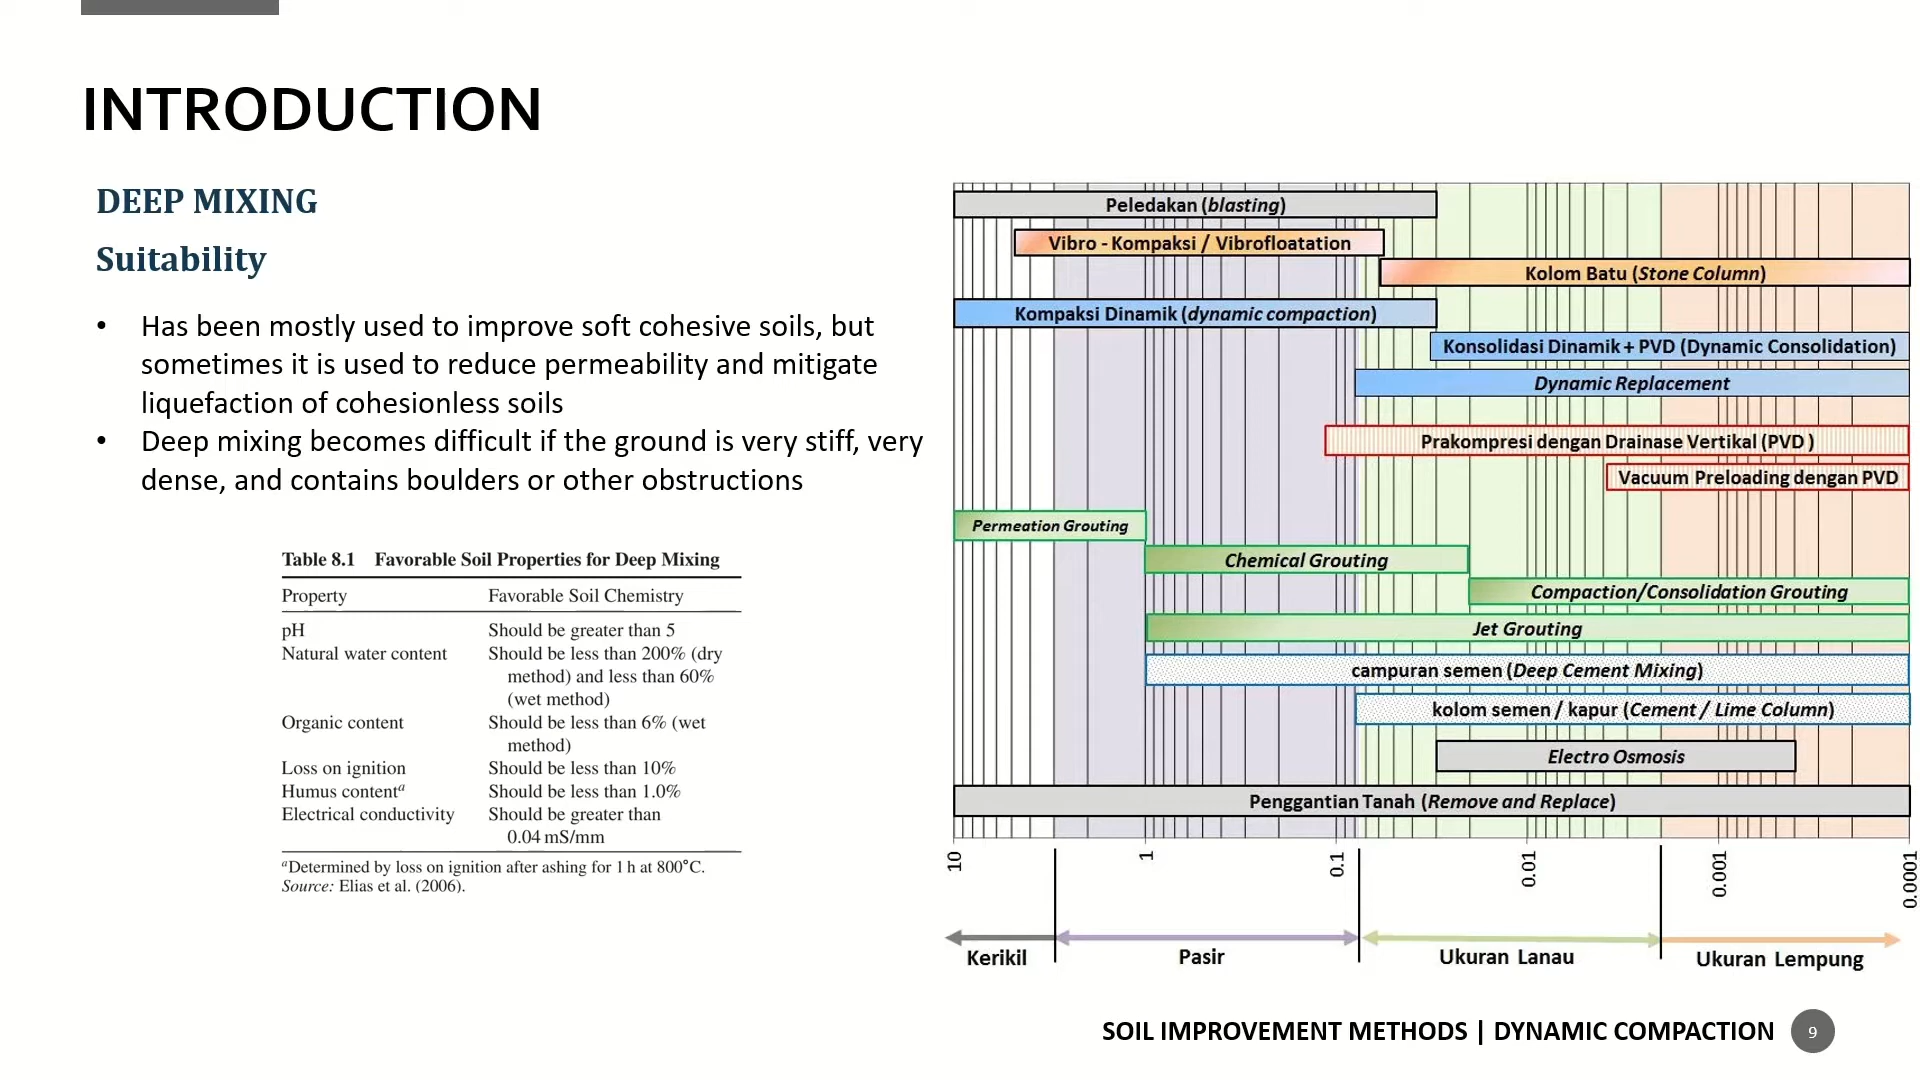 INTRODUCTION
DEEP MIXING
Suitability
• Has been mostly used to improve soft cohesive soils, but
sometimes it is used to reduce permeability and mitigate
liquefaction of cohesionless soils
• Deep mixing becomes difficult if the ground is very stiff, very
dense, and contains boulders or other obstructions
Table 8.1 Favorable Soil Properties for Deep Mixing
Property Favorable Soil Chemistry
pH Should be greater than 5
Natural water content Should be less than 200% (dry
method) and less than 60%
(wet method)
Organic content Should be less than 6% (wet
method)
Loss on ignition Should be less than 10%
Humus contentᵃ Should be less than 1.0%
Electrical conductivity Should be greater than
0.04 mS/mm
ᵃDetermined by loss on ignition after ashing for 1 h at 800°C.
Source: Elias et al. (2006).
Peledakan (blasting)
Vibro - Kompaksi / Vibrofloatation
Kolom Batu (Stone Column)
Kompaksi Dinamik (dynamic compaction)
Konsolidasi Dinamik + PVD (Dynamic Consolidation)
Dynamic Replacement
Prakompresi dengan Drainase Vertikal (PVD )
Vacuum Preloading dengan PVD
Permeation Grouting
Chemical Grouting
Compaction/Consolidation Grouting
Jet Grouting
campuran semen (Deep Cement Mixing)
kolom semen / kapur (Cement / Lime Column)
Electro Osmosis
Penggantian Tanah (Remove and Replace)
10 1 0.1 0.01 0.001 0.0001
Kerikil Pasir Ukuran Lanau Ukuran Lempung
SOIL IMPROVEMENT METHODS | DYNAMIC COMPACTION 9